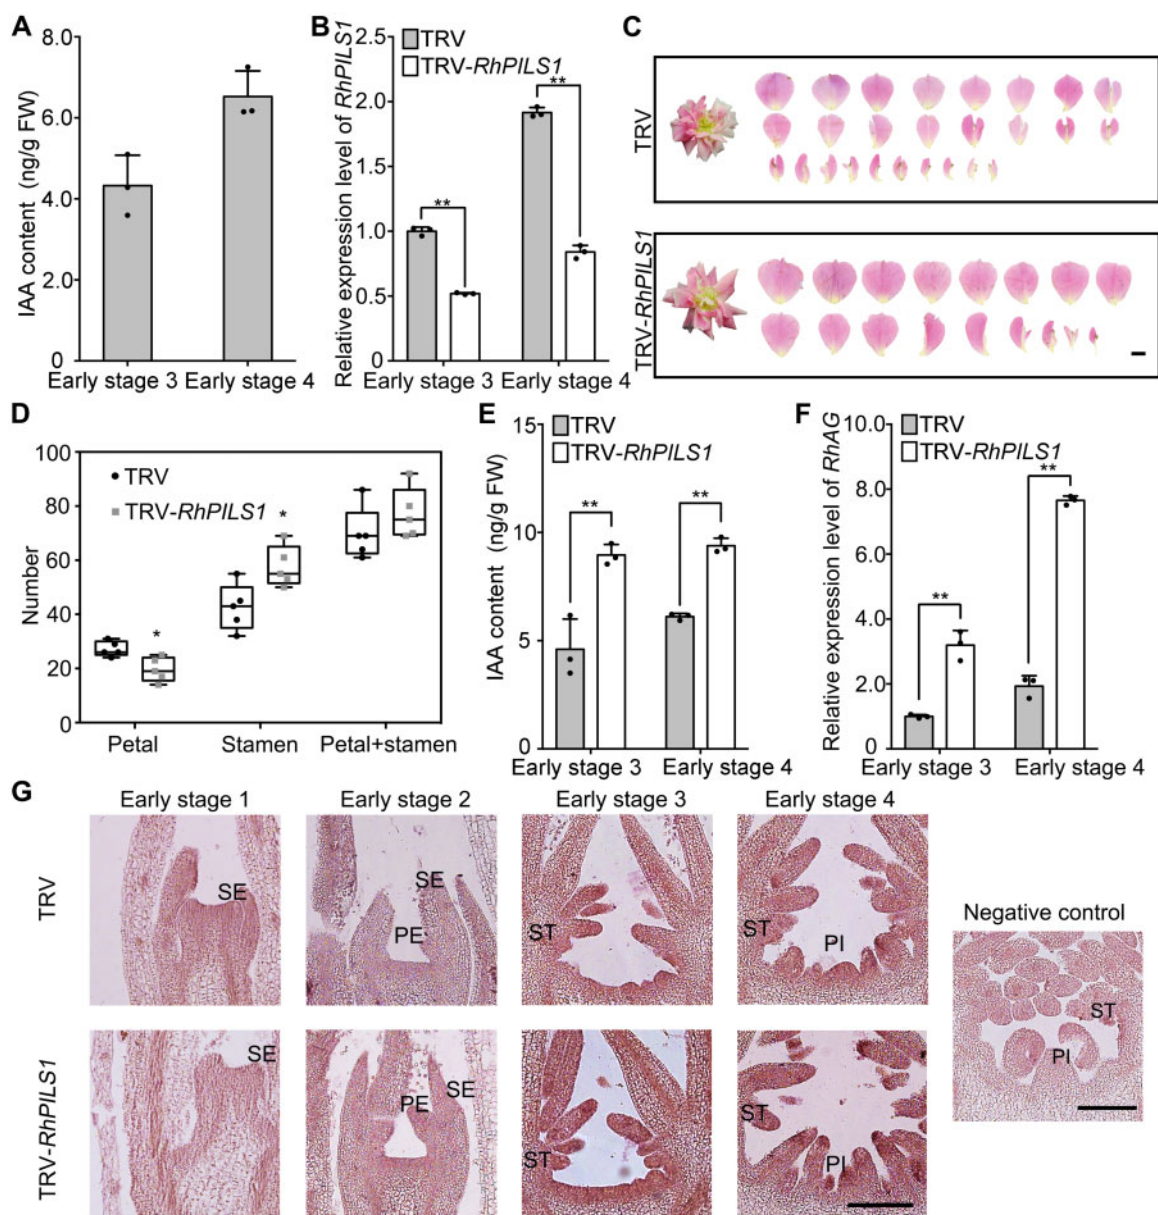 A
8.0
6.0
4.0
2.0
0
IAA content (ng/g FW)
Early stage 3 Early stage 4
B
2.5
2.0
1.5
1.0
0.5
0
Relative expression level of RhPILS1
TRV
TRV-RhPILS1
**
**
Early stage 3
Early stage 4
C
TRV
TRV-RhPILS1
D
100
80
60
40
20
0
Number
TRV
TRV-RhPILS1
*
*
Petal Stamen Petal+stamen
E
15
10
5
0
IAA content (ng/g FW)
TRV
TRV-RhPILS1
**
**
Early stage 3 Early stage 4
F
10.0
8.0
6.0
4.0
2.0
0
Relative expression level of RhAG
TRV
TRV-RhPILS1
**
**
Early stage 3 Early stage 4
G
Early stage 1 Early stage 2 Early stage 3 Early stage 4
TRV
SE
SE
PE
ST
ST
PI
Negative control
ST
PI
TRV-RhPILS1
SE
SE
PE
ST
ST
PI